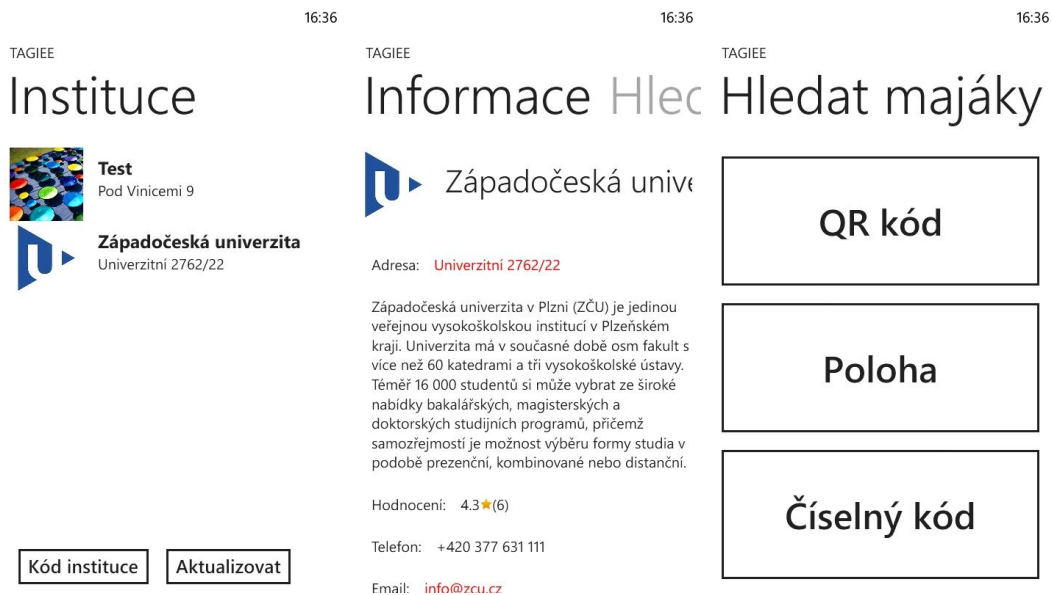 16:36
TAGIEE
Instituce
Test
Pod Vinicemi 9
Západočeská univerzita
Univerzitní 2762/22
Kód instituce
Aktualizovat
16:36
TAGIEE
Informace Hled
Západočeská unive
Adresa: Univerzitní 2762/22
Západočeská univerzita v Plzni (ZČU) je jedinou
veřejnou vysokoškolskou institucí v Plzeňském
kraji. Univerzita má v současné době osm fakult s
více než 60 katedrami a tři vysokoškolské ústavy.
Téměř 16 000 studentů si může vybrat ze široké
nabídky bakalářských, magisterských a
doktorských studijních programů, přičemž
samozřejmostí je možnost výběru formy studia v
podobě prezenční, kombinované nebo distanční.
Hodnocení: 4.3★(6)
Telefon: +420 377 631 111
Email: info@zcu.cz
16:36
TAGIEE
Hledat majáky
QR kód
Poloha
Číselný kód